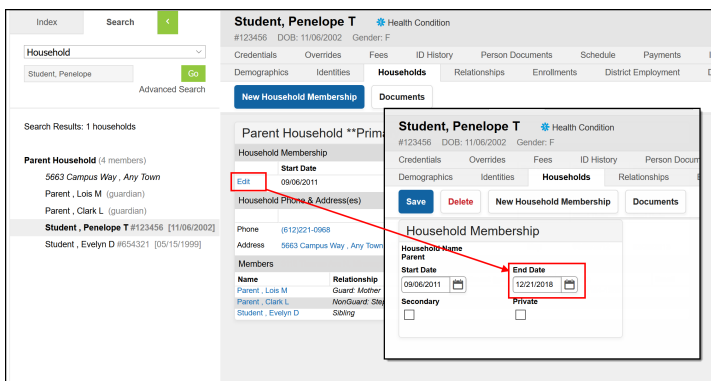 Index Search <
Household
Student, Penelope
Go
Advanced Search
Search Results: 1 households
Parent Household (4 members)
5663 Campus Way , Any Town
Parent , Lois M (guardian)
Parent , Clark L (guardian)
Student , Penelope T #123456 [11/06/2002]
Student , Evelyn D #654321 [05/15/1999]
Student, Penelope T Health Condition
#123456 DOB: 11/06/2002 Gender: F
Credentials Overrides Fees ID History Person Documents Schedule Payments
Demographics Identities Households Relationships Enrollments District Employment
New Household Membership Documents
Parent Household **Prima
Household Membership
Start Date
Edit 09/06/2011
Household Phone & Address(es)
Phone (612)221-0968
Address 5663 Campus Way , Any Town
Members
Name Relationship
Parent , Lois M Guard: Mother
Parent , Clark L NonGuard: Step
Student , Evelyn D Sibling
Student, Penelope T Health Condition
#123456 DOB: 11/06/2002 Gender: F
Credentials Overrides Fees ID History Person Docum
Demographics Identities Households Relationships
Save Delete New Household Membership Documents
Household Membership
Household Name
Parent
Start Date End Date
09/06/2011 12/21/2018
Secondary Private